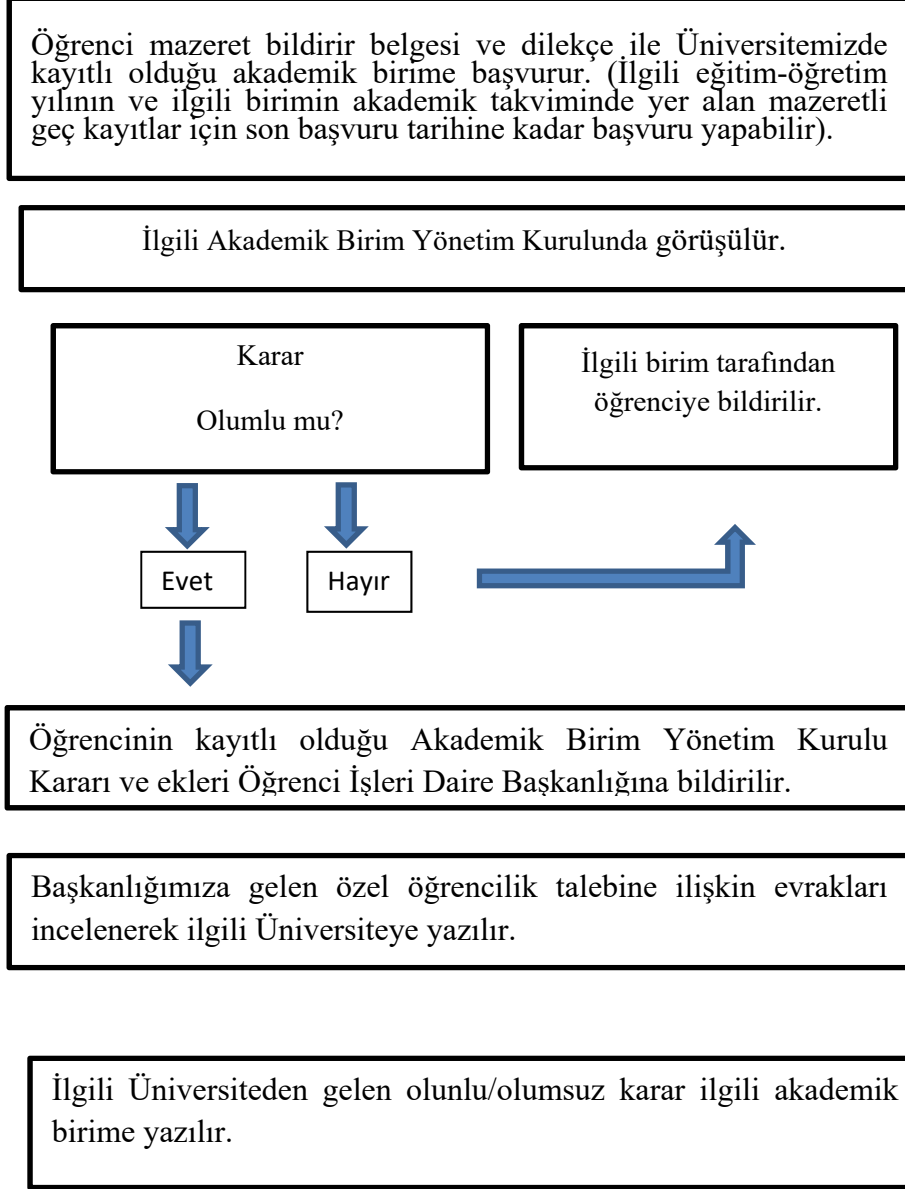 Öğrenci mazeret bildirir belgesi ve dilekçe ile Üniversitemizde
kayıtlı olduğu akademik birime başvurur. (İlgili eğitim-öğretim
yılının ve ilgili birimin akademik takviminde yer alan mazeretli
geç kayıtlar için son başvuru tarihine kadar başvuru yapabilir).
İlgili Akademik Birim Yönetim Kurulunda görüşülür.
Karar
Olumlu mu?
İlgili birim tarafından
öğrenciye bildirilir.
Evet
Hayır
Öğrencinin kayıtlı olduğu Akademik Birim Yönetim Kurulu
Kararı ve ekleri Öğrenci İşleri Daire Başkanlığına bildirilir.
Başkanlığımıza gelen özel öğrencilik talebine ilişkin evrakları
incelenerek ilgili Üniversiteye yazılır.
İlgili Üniversiteden gelen olunlu/olumsuz karar ilgili akademik
birime yazılır.